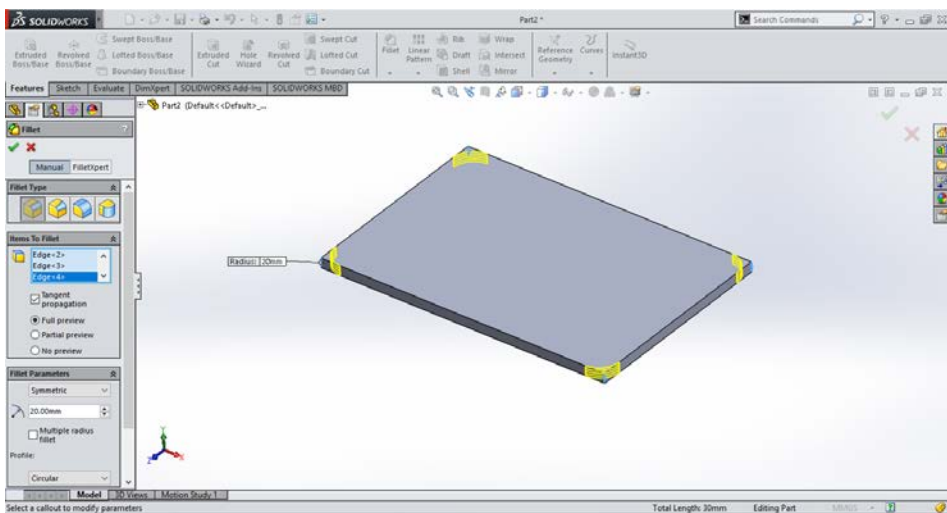 SOLIDWORKS
Part2 *
Search Commands
Extruded Boss/Base
Revolved Boss/Base
Swept Boss/Base
Lofted Boss/Base
Boundary Boss/Base
Extruded Cut
Hole Wizard
Revolved Cut
Swept Cut
Lofted Cut
Boundary Cut
Fillet
Linear Pattern
Rib
Draft
Shell
Wrap
Intersect
Mirror
Reference Geometry
Curves
Instant3D
Features
Sketch
Evaluate
DimXpert
SOLIDWORKS Add-Ins
SOLIDWORKS MBD
Part2 (Default<<Default>_...
Fillet
?
Manual
FilletXpert
Fillet Type
Items To Fillet
Edge<2>
Edge<3>
Edge<4>
Tangent
propagation
Full preview
Partial preview
No preview
Fillet Parameters
Symmetric
20.00mm
Multiple radius
fillet
Profile:
Circular
Radius: 20mm
Model
3D Views
Motion Study 1
Select a callout to modify parameters
Total Length: 30mm
Editing Part
MMGS